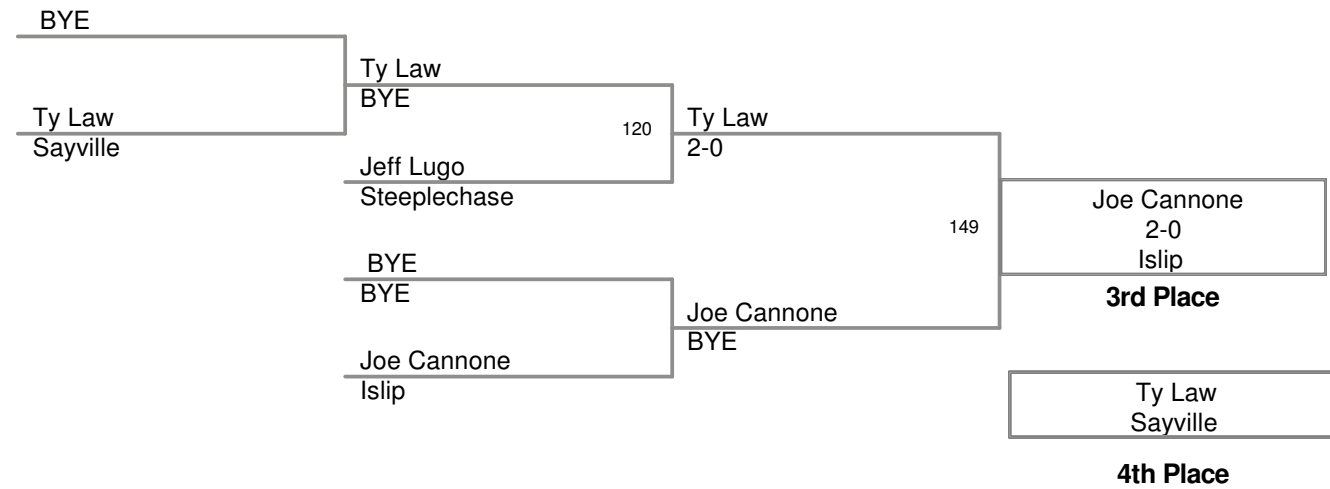 BYE
Ty Law
Sayville
Ty Law
BYE
120
Jeff Lugo
Steeplechase
BYE
BYE
Joe Cannone
Islip
Ty Law
2-0
149
Joe Cannone
BYE
Joe Cannone
2-0
Islip
3rd Place
Ty Law
Sayville
4th Place